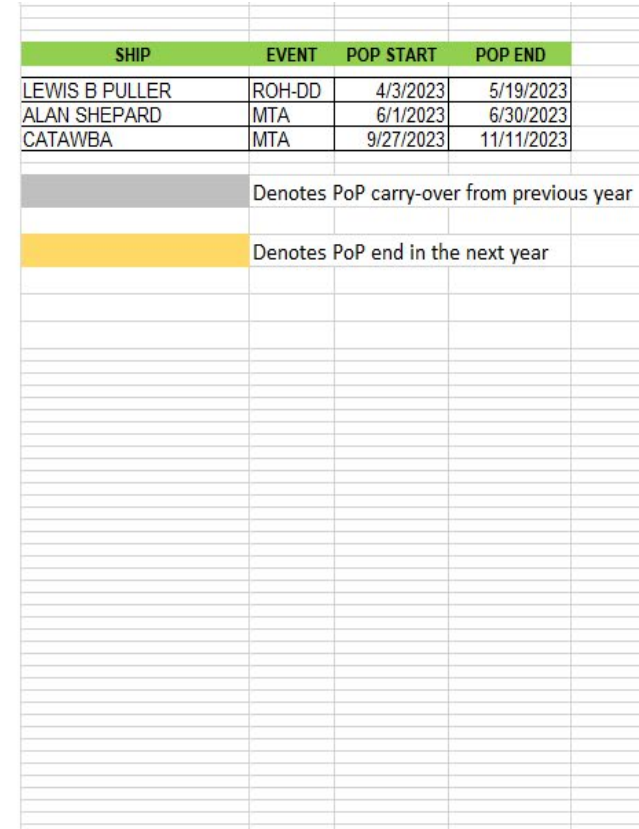 SHIP EVENT POP START POP END
LEWIS B PULLER ROH-DD 4/3/2023 5/19/2023
ALAN SHEPARD MTA 6/1/2023 6/30/2023
CATAWBA MTA 9/27/2023 11/11/2023
Denotes PoP carry-over from previous year
Denotes PoP end in the next year